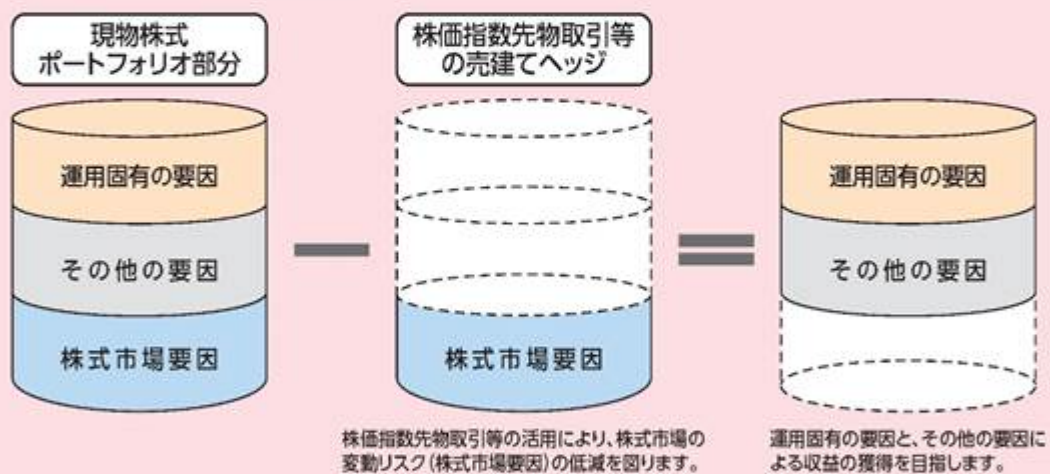 現物株式
ポートフォリオ部分
株価指数先物取引等
の売建てヘッジ
運用固有の要因
その他の要因
株式市場要因
株式市場要因
運用固有の要因
その他の要因
株価指数先物取引等の活用により、株式市場の
変動リスク(株式市場要因)の低減を図ります。
運用固有の要因と、その他の要因によ
る収益の獲得を目指します。